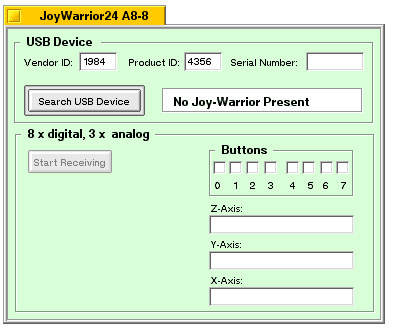 JoyWarrior24 A8-8
USB Device
Vendor ID: 1984 Product ID: 4356 Serial Number:
Search USB Device No Joy-Warrior Present
8 x digital, 3 x analog
Start Receiving
Buttons
0 1 2 3 4 5 6 7
Z-Axis:
Y-Axis:
X-Axis: